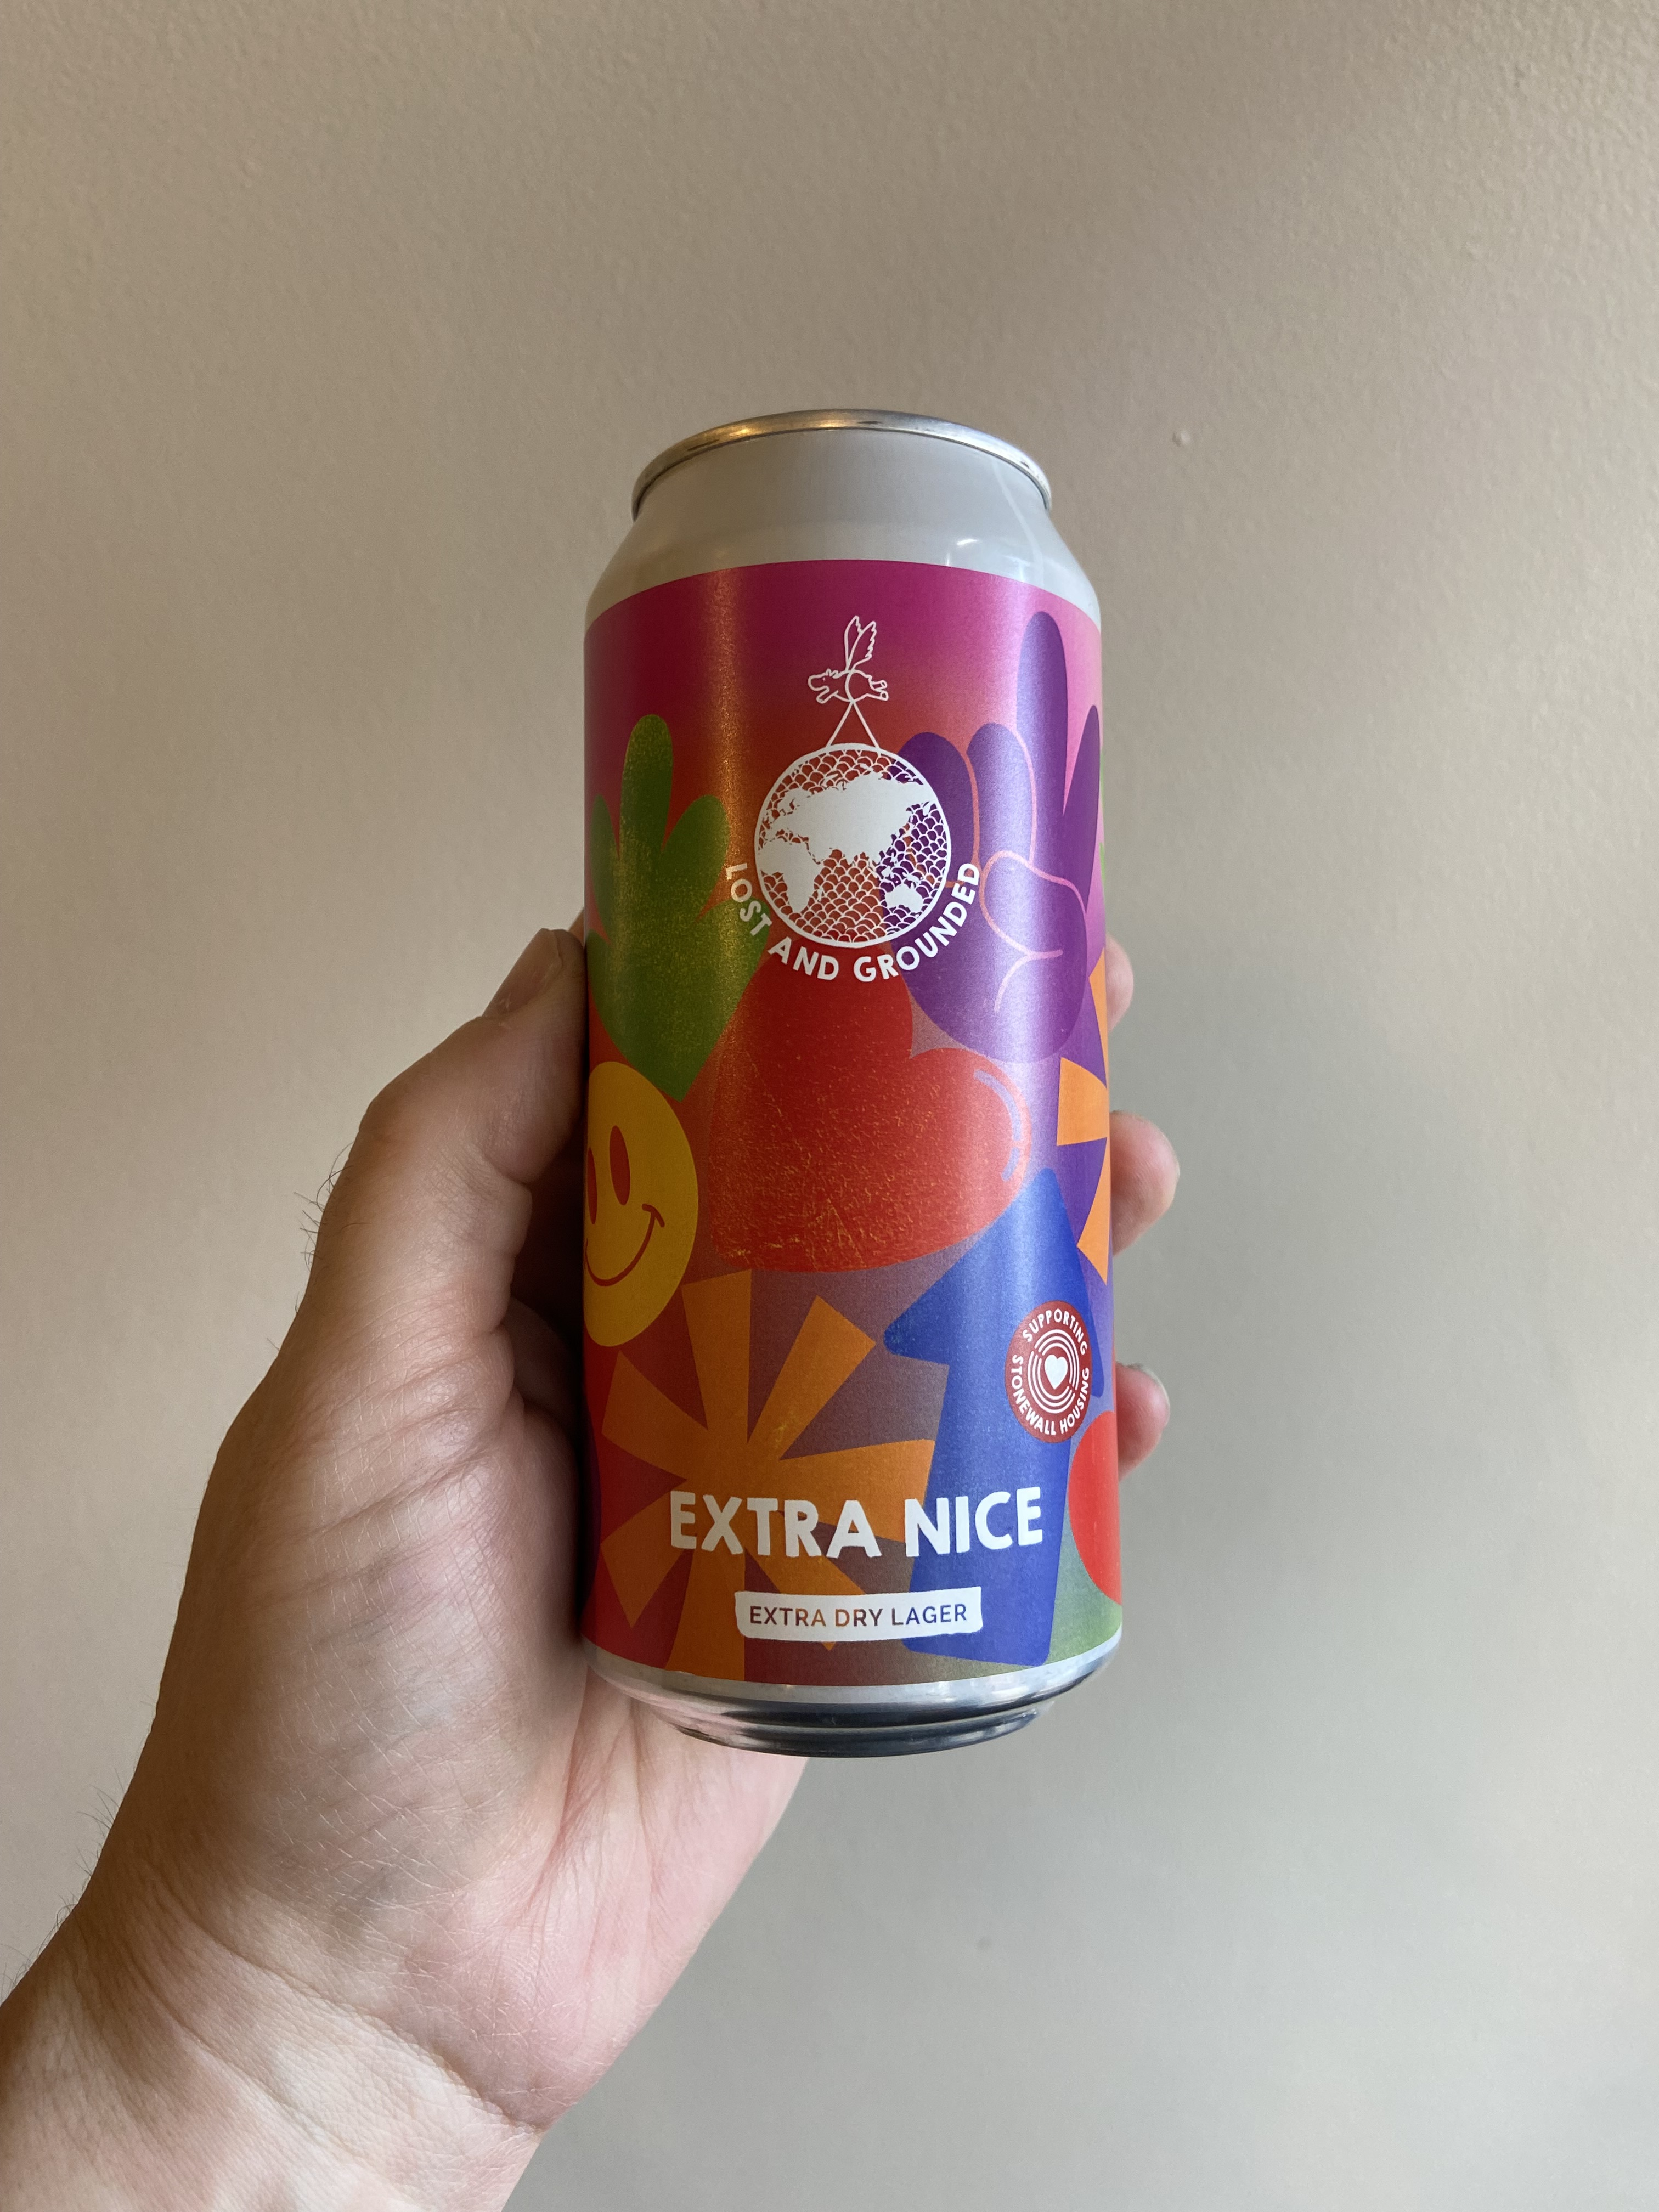 LOST AND GROUNDED
SUPPORTING
STONEWALL HOUSING
EXTRA NICE
EXTRA DRY LAGER